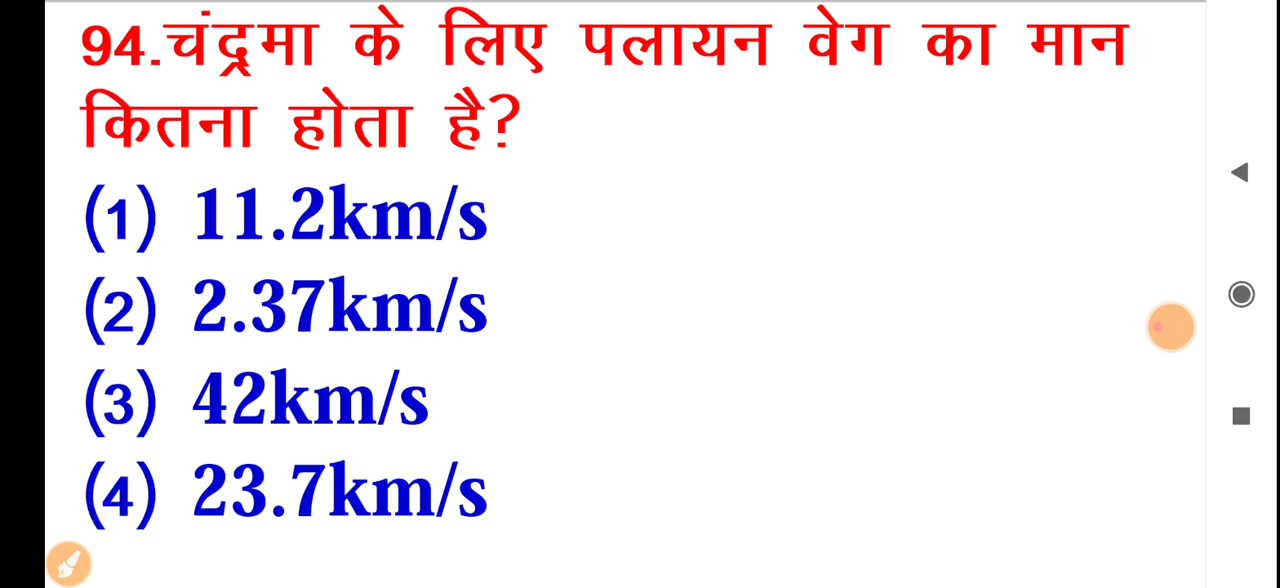 94.चंद्रमा के लिए पलायन वेग का मान
कितना होता है?
(1) 11.2km/s
(2) 2.37km/s
(3) 42km/s
(4) 23.7km/s